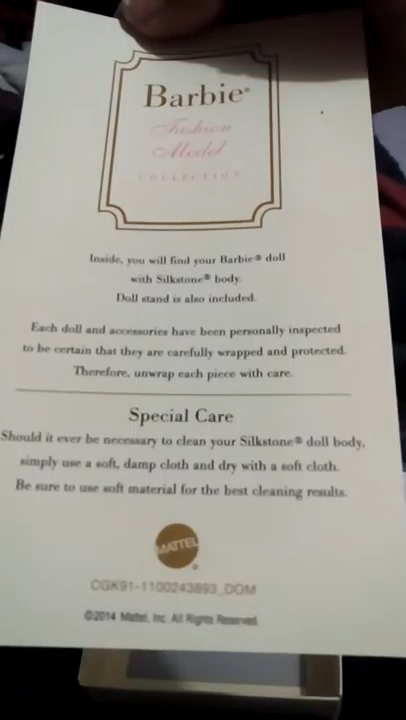 Barbie®
Fashion
Model
COLLECTION
Inside, you will find your Barbie® doll
with Silkstone® body.
Doll stand is also included.
Each doll and accessories have been personally inspected
to be certain that they are carefully wrapped and protected.
Therefore, unwrap each piece with care.
Special Care
Should it ever be necessary to clean your Silkstone® doll body,
simply use a soft, damp cloth and dry with a soft cloth.
Be sure to use soft material for the best cleaning results.
MATTEL®
CGK91-1100243893_DOM
©2014 Mattel, Inc. All Rights Reserved.